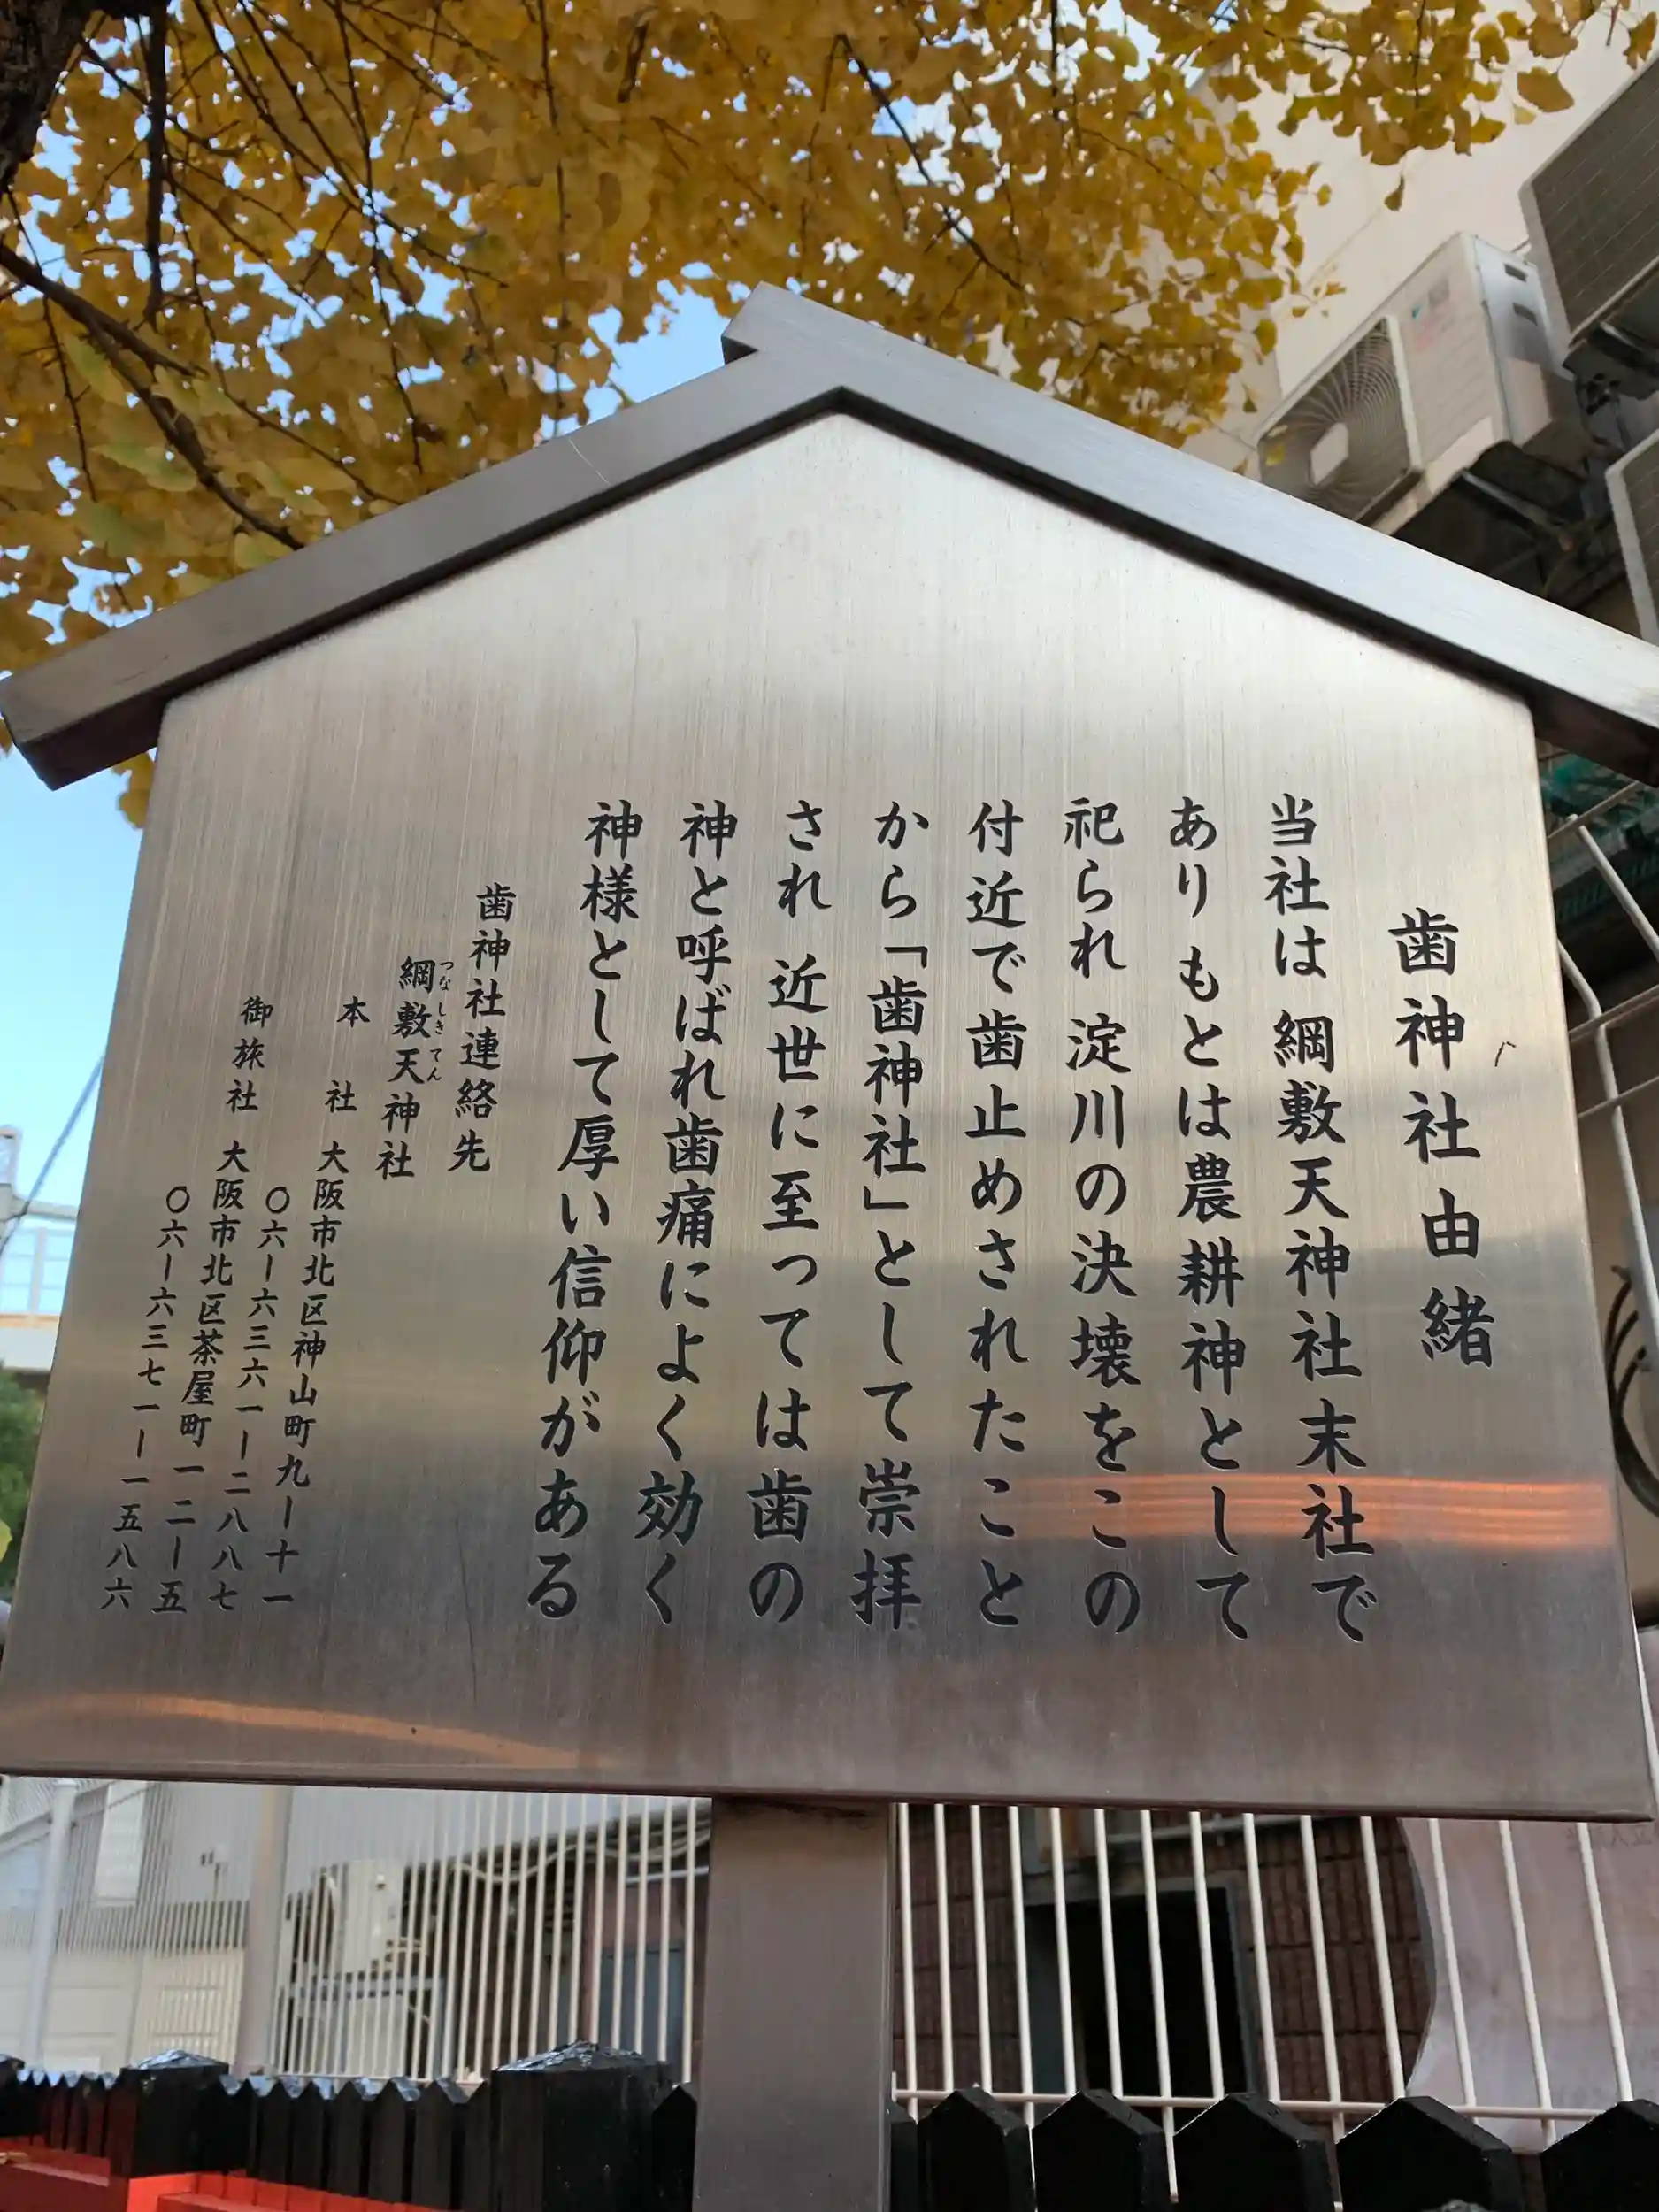 歯神社由緒
当社は綱敷天神社末社で
ありもとは農耕神として
祀られ 淀川の決壊をこの
付近で歯止めされたこと
から「歯神社」として崇拝
され 近世に至っては歯の
神と呼ばれ歯痛によく効く
神様として厚い信仰がある
歯神社連絡先
つなしきてん
綱敷天神社
本社 大阪市北区神山町九ー十一
〇六ー六三六一ー二八八七
御旅社 大阪市北区茶屋町一二ー五
〇六ー六三七一ー一五八六